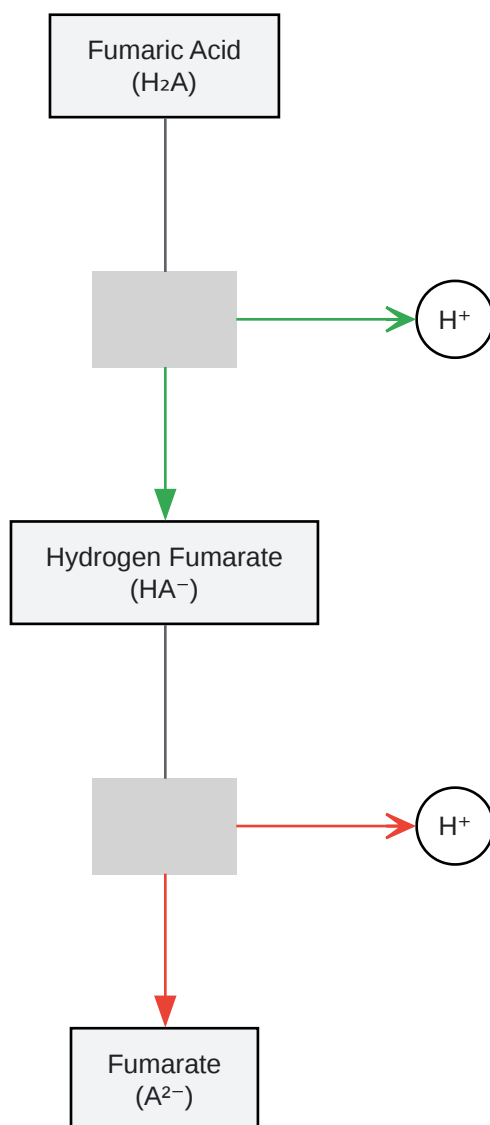 Fumaric Acid
(H₂A)
H⁺
Hydrogen Fumarate
(HA⁻)
H⁺
Fumarate
(A²⁻)